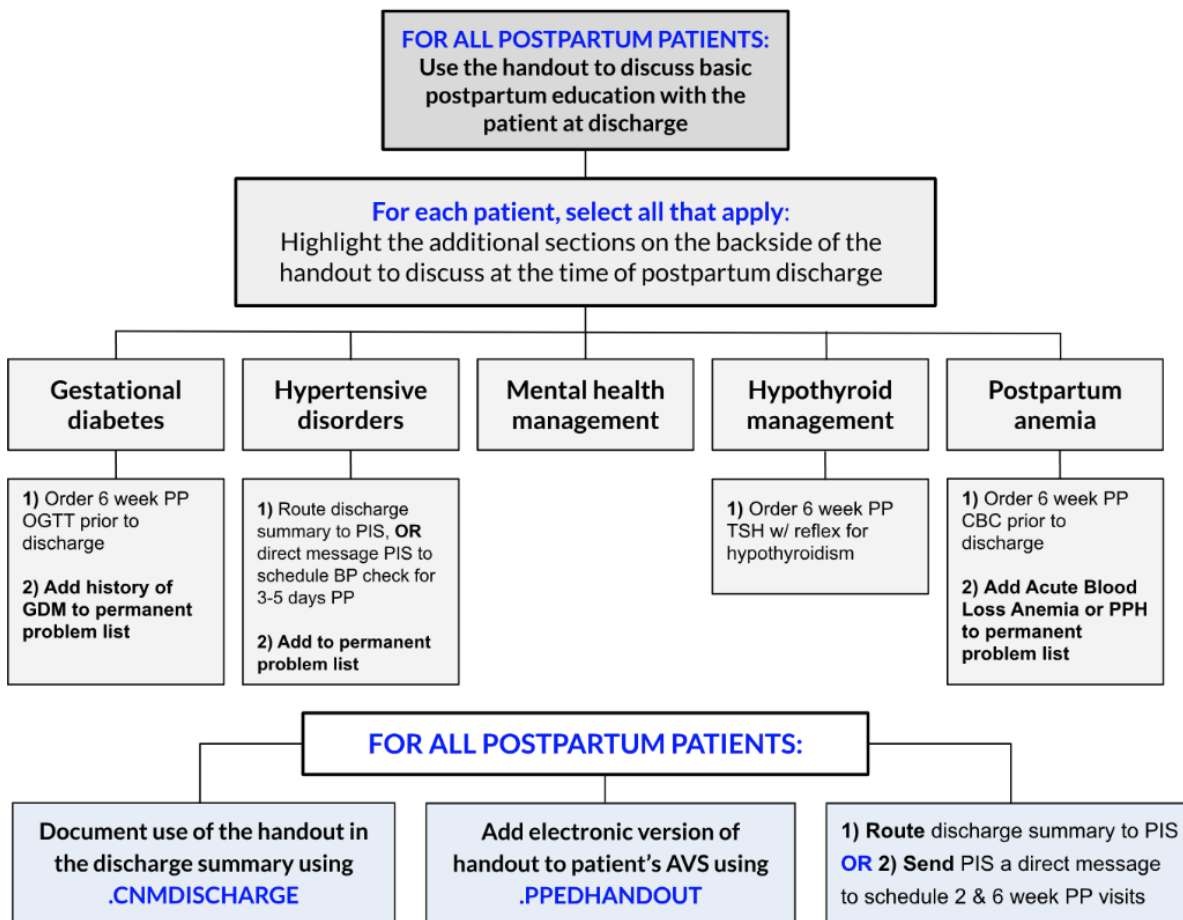 FOR ALL POSTPARTUM PATIENTS:
Use the handout to discuss basic
postpartum education with the
patient at discharge
For each patient, select all that apply:
Highlight the additional sections on the backside of the
handout to discuss at the time of postpartum discharge
Gestational
diabetes
Hypertensive
disorders
Mental health
management
Hypothyroid
management
Postpartum
anemia
1) Order 6 week PP
OGTT prior to
discharge
2) Add history of
GDM to permanent
problem list
1) Route discharge
summary to PIS, OR
direct message PIS to
schedule BP check for
3-5 days PP
2) Add to permanent
problem list
1) Order 6 week PP
TSH w/ reflex for
hypothyroidism
1) Order 6 week PP
CBC prior to
discharge
2) Add Acute Blood
Loss Anemia or PPH
to permanent
problem list
FOR ALL POSTPARTUM PATIENTS:
Document use of the handout in
the discharge summary using
.CNMDISCHARGE
Add electronic version of
handout to patient's AVS using
.PPEDHANDOUT
1) Route discharge summary to PIS
OR 2) Send PIS a direct message
to schedule 2 & 6 week PP visits